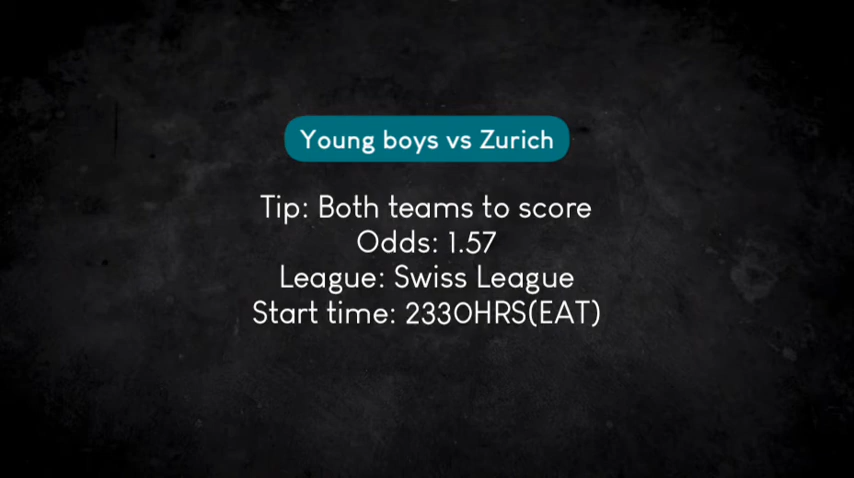 Young boys vs Zurich
Tip: Both teams to score
Odds: 1.57
League: Swiss League
Start time: 2330HRS(EAT)